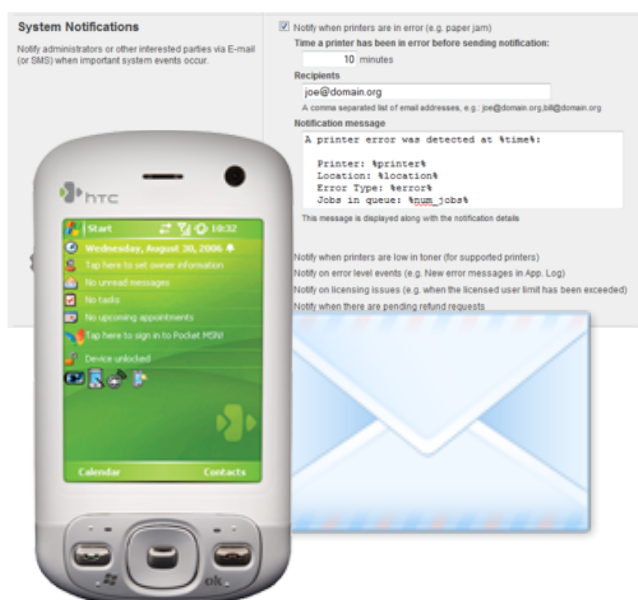 System Notifications
Notify administrators or other interested parties via E-mail
(or SMS) when important system events occur.
Notify when printers are in error (e.g. paper jam)
Time a printer has been in error before sending notification:
10 minutes
Recipients
joe@domain.org
A comma separated list of email addresses, e.g.: joe@domain.org,bill@domain.org
Notification message
A printer error was detected at %time%:
Printer: %printer%
Location: %location%
Error Type: %error%
Jobs in queue: %num_jobs%
This message is displayed along with the notification details
Notify when printers are low in toner (for supported printers)
Notify on error level events (e.g. New error messages in App. Log)
Notify on licensing issues (e.g. when the licensed user limit has been exceeded)
Notify when there are pending refund requests
hTC
Start 10:32
Wednesday, August 30, 2006
Tap here to set owner information
No unread messages
No tasks
No upcoming appointments
Tap here to sign in to Pocket MSN!
Device unlocked
Calendar Contacts
ok